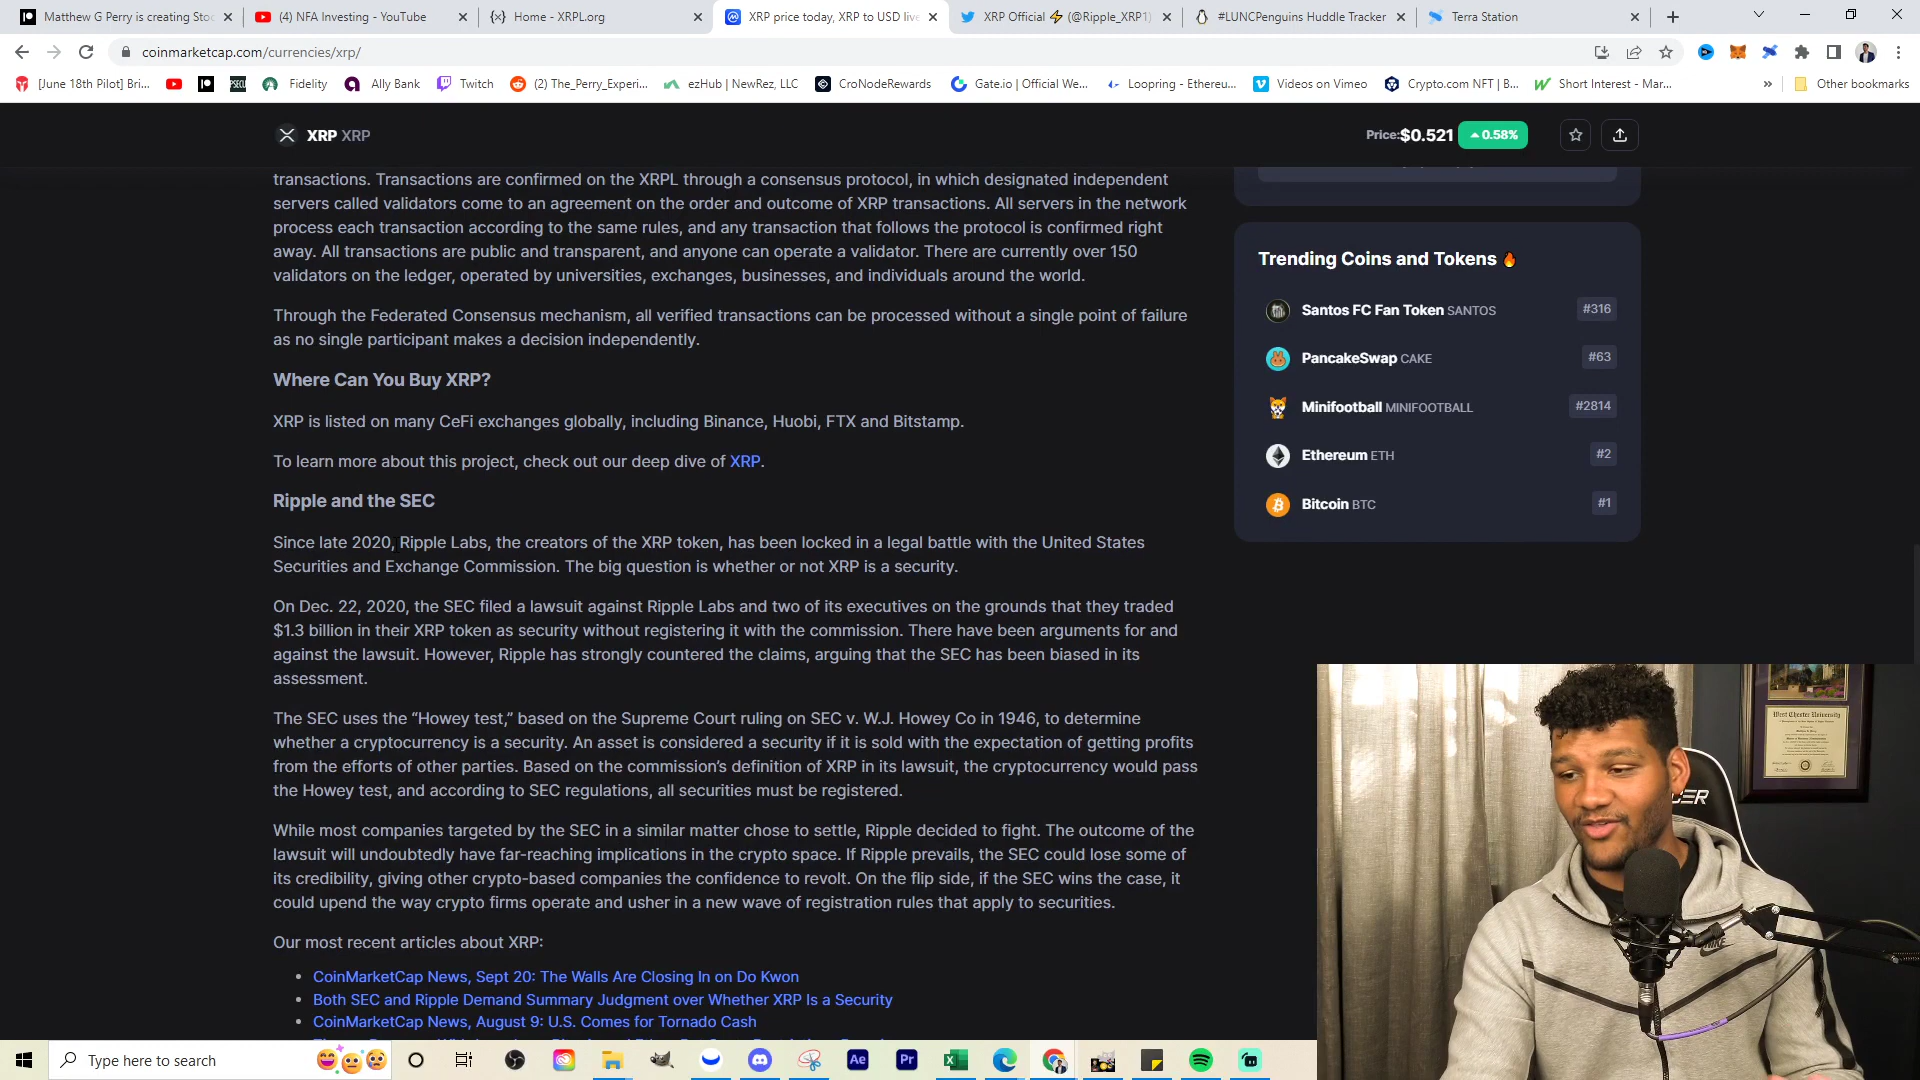 Matthew G Perry is creating Stoc
(4) NFA Investing - YouTube
Home - XRPL.org
XRP price today, XRP to USD live
XRP Official ⚡ (@Ripple_XRP1)
#LUNCPenguins Huddle Tracker
Terra Station
coinmarketcap.com/currencies/xrp/
[June 18th Pilot] Bri...
Fidelity
Ally Bank
Twitch
(2) The_Perry_Experi...
ezHub | NewRez, LLC
CroNodeRewards
Gate.io | Official We...
Loopring - Ethereu...
Videos on Vimeo
Crypto.com NFT | B...
Short Interest - Mar...
Other bookmarks
XRP XRP
Price:$0.521
0.58%
transactions. Transactions are confirmed on the XRPL through a consensus protocol, in which designated independent
servers called validators come to an agreement on the order and outcome of XRP transactions. All servers in the network
process each transaction according to the same rules, and any transaction that follows the protocol is confirmed right
away. All transactions are public and transparent, and anyone can operate a validator. There are currently over 150
validators on the ledger, operated by universities, exchanges, businesses, and individuals around the world.
Through the Federated Consensus mechanism, all verified transactions can be processed without a single point of failure
as no single participant makes a decision independently.
Where Can You Buy XRP?
XRP is listed on many CeFi exchanges globally, including Binance, Huobi, FTX and Bitstamp.
To learn more about this project, check out our deep dive of XRP.
Ripple and the SEC
Since late 2020, Ripple Labs, the creators of the XRP token, has been locked in a legal battle with the United States
Securities and Exchange Commission. The big question is whether or not XRP is a security.
On Dec. 22, 2020, the SEC filed a lawsuit against Ripple Labs and two of its executives on the grounds that they traded
$1.3 billion in their XRP token as security without registering it with the commission. There have been arguments for and
against the lawsuit. However, Ripple has strongly countered the claims, arguing that the SEC has been biased in its
assessment.
The SEC uses the “Howey test,” based on the Supreme Court ruling on SEC v. W.J. Howey Co in 1946, to determine
whether a cryptocurrency is a security. An asset is considered a security if it is sold with the expectation of getting profits
from the efforts of other parties. Based on the commission’s definition of XRP in its lawsuit, the cryptocurrency would pass
the Howey test, and according to SEC regulations, all securities must be registered.
While most companies targeted by the SEC in a similar matter chose to settle, Ripple decided to fight. The outcome of the
lawsuit will undoubtedly have far-reaching implications in the crypto space. If Ripple prevails, the SEC could lose some of
its credibility, giving other crypto-based companies the confidence to revolt. On the flip side, if the SEC wins the case, it
could upend the way crypto firms operate and usher in a new wave of registration rules that apply to securities.
Our most recent articles about XRP:
CoinMarketCap News, Sept 20: The Walls Are Closing In on Do Kwon
Both SEC and Ripple Demand Summary Judgment over Whether XRP Is a Security
CoinMarketCap News, August 9: U.S. Comes for Tornado Cash
Trending Coins and Tokens 🔥
Santos FC Fan Token SANTOS
#316
PancakeSwap CAKE
#63
Minifootball MINIFOOTBALL
#2814
Ethereum ETH
#2
Bitcoin BTC
#1
West Chester University
NIKE
Type here to search
Ae
Pr